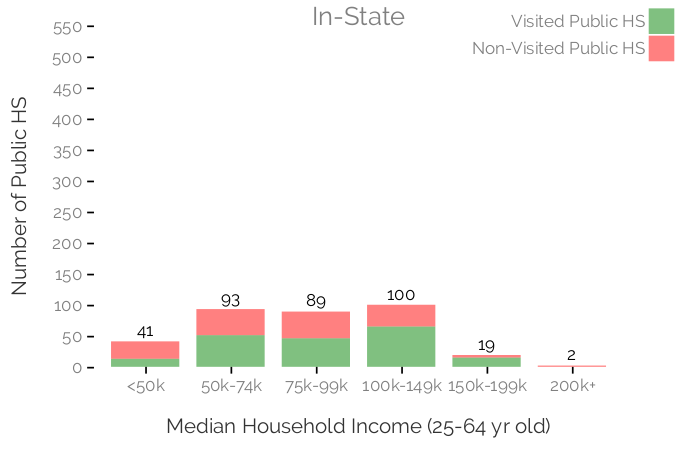 In-State
Visited Public HS
Non-Visited Public HS
Number of Public HS
550
500
450
400
350
300
250
200
150
100
50
0
41
93
89
100
19
2
<50k
50k-74k
75k-99k
100k-149k
150k-199k
200k+
Median Household Income (25-64 yr old)